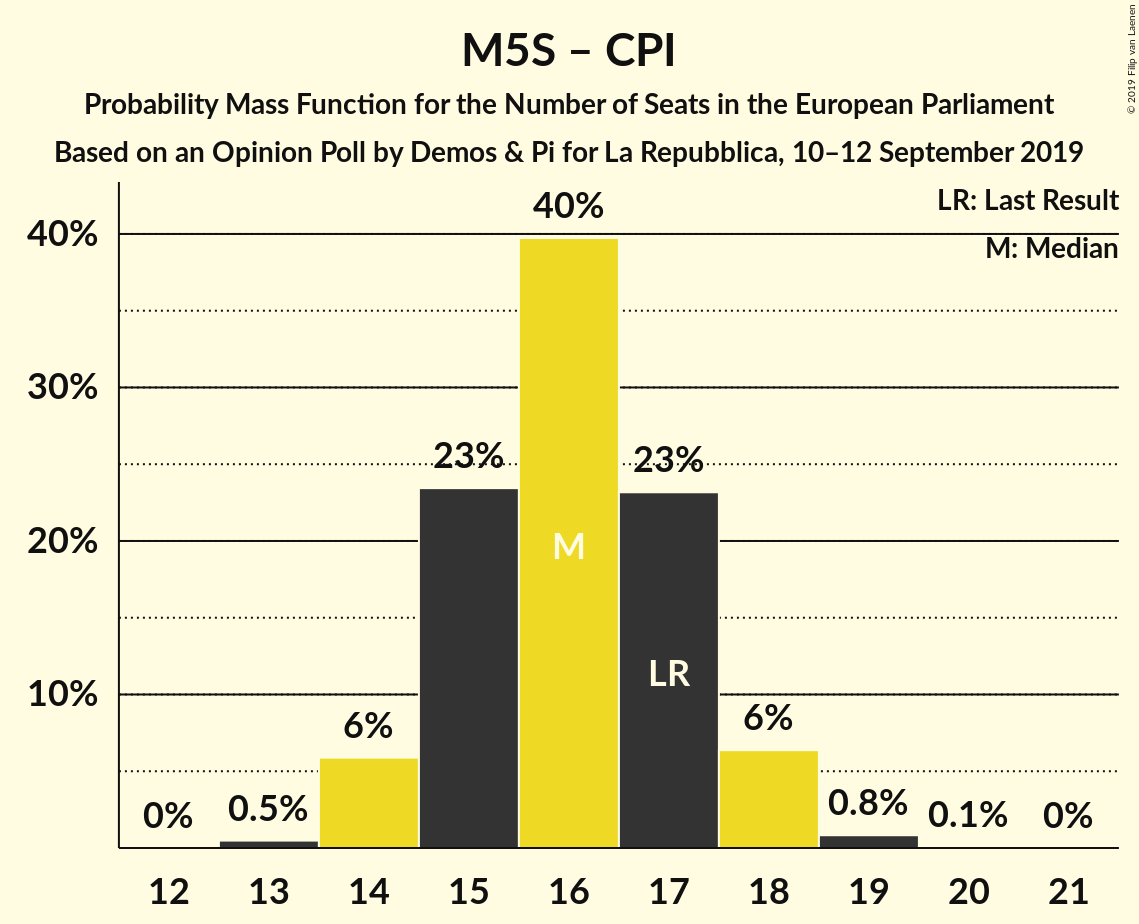 M5S – CPI
Probability Mass Function for the Number of Seats in the European Parliament
Based on an Opinion Poll by Demos & Pi for La Repubblica, 10–12 September 2019
© 2019 Filip van Laenen
LR: Last Result
M: Median
40%
30%
20%
10%
0%
0.5%
6%
23%
40%
23%
6%
0.8%
0.1%
0%
M
LR
12 13 14 15 16 17 18 19 20 21